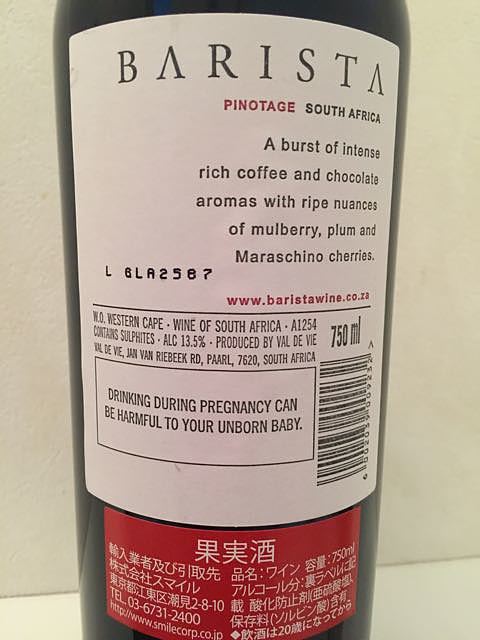 BARISTA
PINOTAGE SOUTH AFRICA
A burst of intense
rich coffee and chocolate
aromas with ripe nuances
of mulberry, plum and
Maraschino cherries.
L GLA2587
www.baristawine.co.za
W.O. WESTERN CAPE · WINE OF SOUTH AFRICA · A1254
CONTAINS SULPHITES · ALC 13.5% · PRODUCED BY VAL DE VIE
VAL DE VIE, JAN VAN RIEBEEK RD, PAARL, 7620, SOUTH AFRICA
750 ml
DRINKING DURING PREGNANCY CAN
BE HARMFUL TO YOUR UNBORN BABY.
6 002039 009252 >
果実酒
輸入業者及び引取先
株式会社スマイル
東京都江東区潮見2-8-10
TEL 03-6731-2400
http://www.smilecorp.co.jp
品名:ワイン 容量:750ml
アルコール分:裏ラベルに記
載 酸化防止剤(亜硫酸塩)、
保存料(ソルビン酸)含有
◆飲酒は20歳になってから